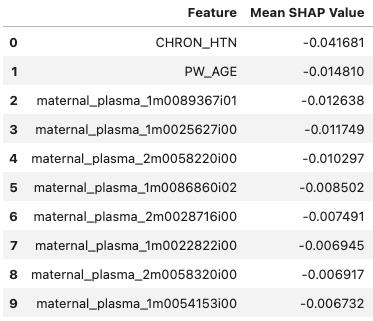 Feature Mean SHAP Value
0 CHRON_HTN -0.041681
1 PW_AGE -0.014810
2 maternal_plasma_1m0089367i01 -0.012638
3 maternal_plasma_1m0025627i00 -0.011749
4 maternal_plasma_2m0058220i00 -0.010297
5 maternal_plasma_1m0086860i02 -0.008502
6 maternal_plasma_2m0028716i00 -0.007491
7 maternal_plasma_1m0022822i00 -0.006945
8 maternal_plasma_2m0058320i00 -0.006917
9 maternal_plasma_1m0054153i00 -0.006732